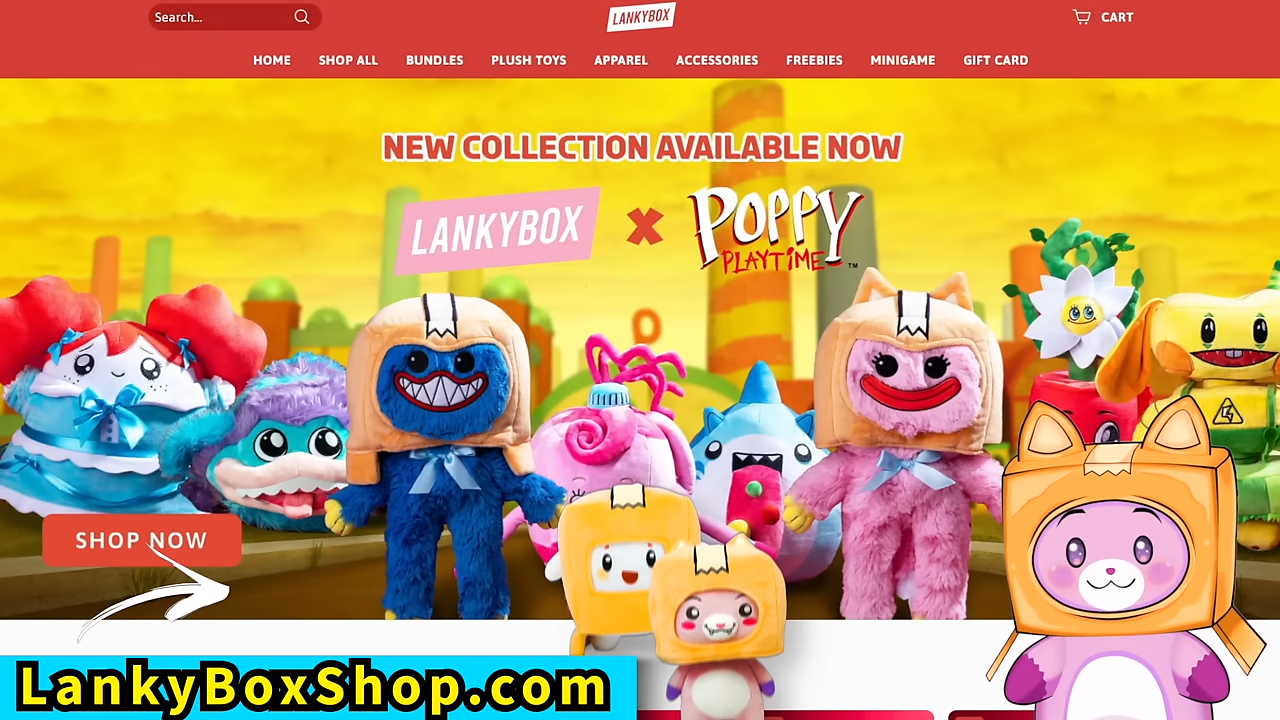 Search...
LANKYBOX
CART
HOME SHOP ALL BUNDLES PLUSH TOYS APPAREL ACCESSORIES FREEBIES MINIGAME GIFT CARD
NEW COLLECTION AVAILABLE NOW
LANKYBOX X POPPY
PLAYTIME™
SHOP NOW
LankyBoxShop.com